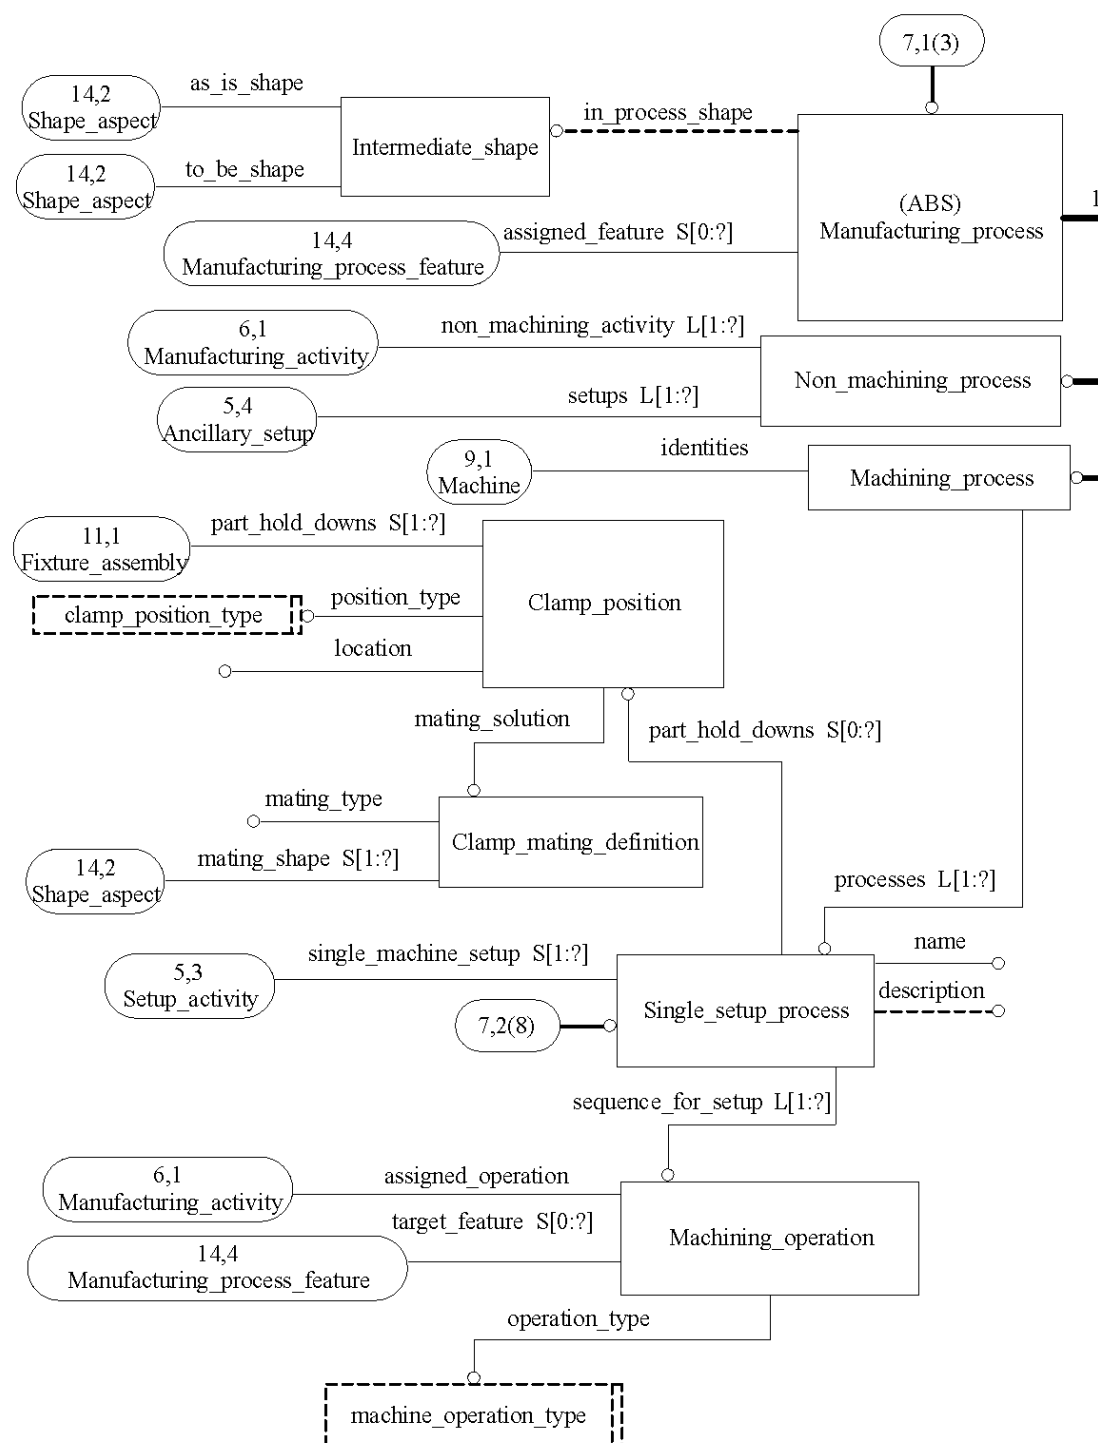 7,1(3)
14,2
Shape_aspect
as_is_shape
14,2
Shape_aspect
to_be_shape
Intermediate_shape
in_process_shape
(ABS)
Manufacturing_process
1
14,4
Manufacturing_process_feature
assigned_feature S[0:?]
6,1
Manufacturing_activity
non_machining_activity L[1:?]
Non_machining_process
5,4
Ancillary_setup
setups L[1:?]
9,1
Machine
identities
Machining_process
11,1
Fixture_assembly
part_hold_downs S[1:?]
Clamp_position
clamp_position_type
position_type
location
mating_solution
part_hold_downs S[0:?]
mating_type
Clamp_mating_definition
14,2
Shape_aspect
mating_shape S[1:?]
processes L[1:?]
name
description
5,3
Setup_activity
single_machine_setup S[1:?]
7,2(8)
Single_setup_process
sequence_for_setup L[1:?]
6,1
Manufacturing_activity
assigned_operation
target_feature S[0:?]
Machining_operation
14,4
Manufacturing_process_feature
operation_type
machine_operation_type